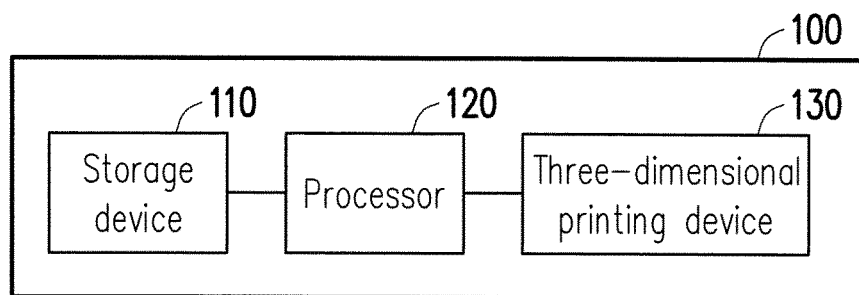 100
110
120
130
Storage
device
Processor
Three-dimensional
printing device